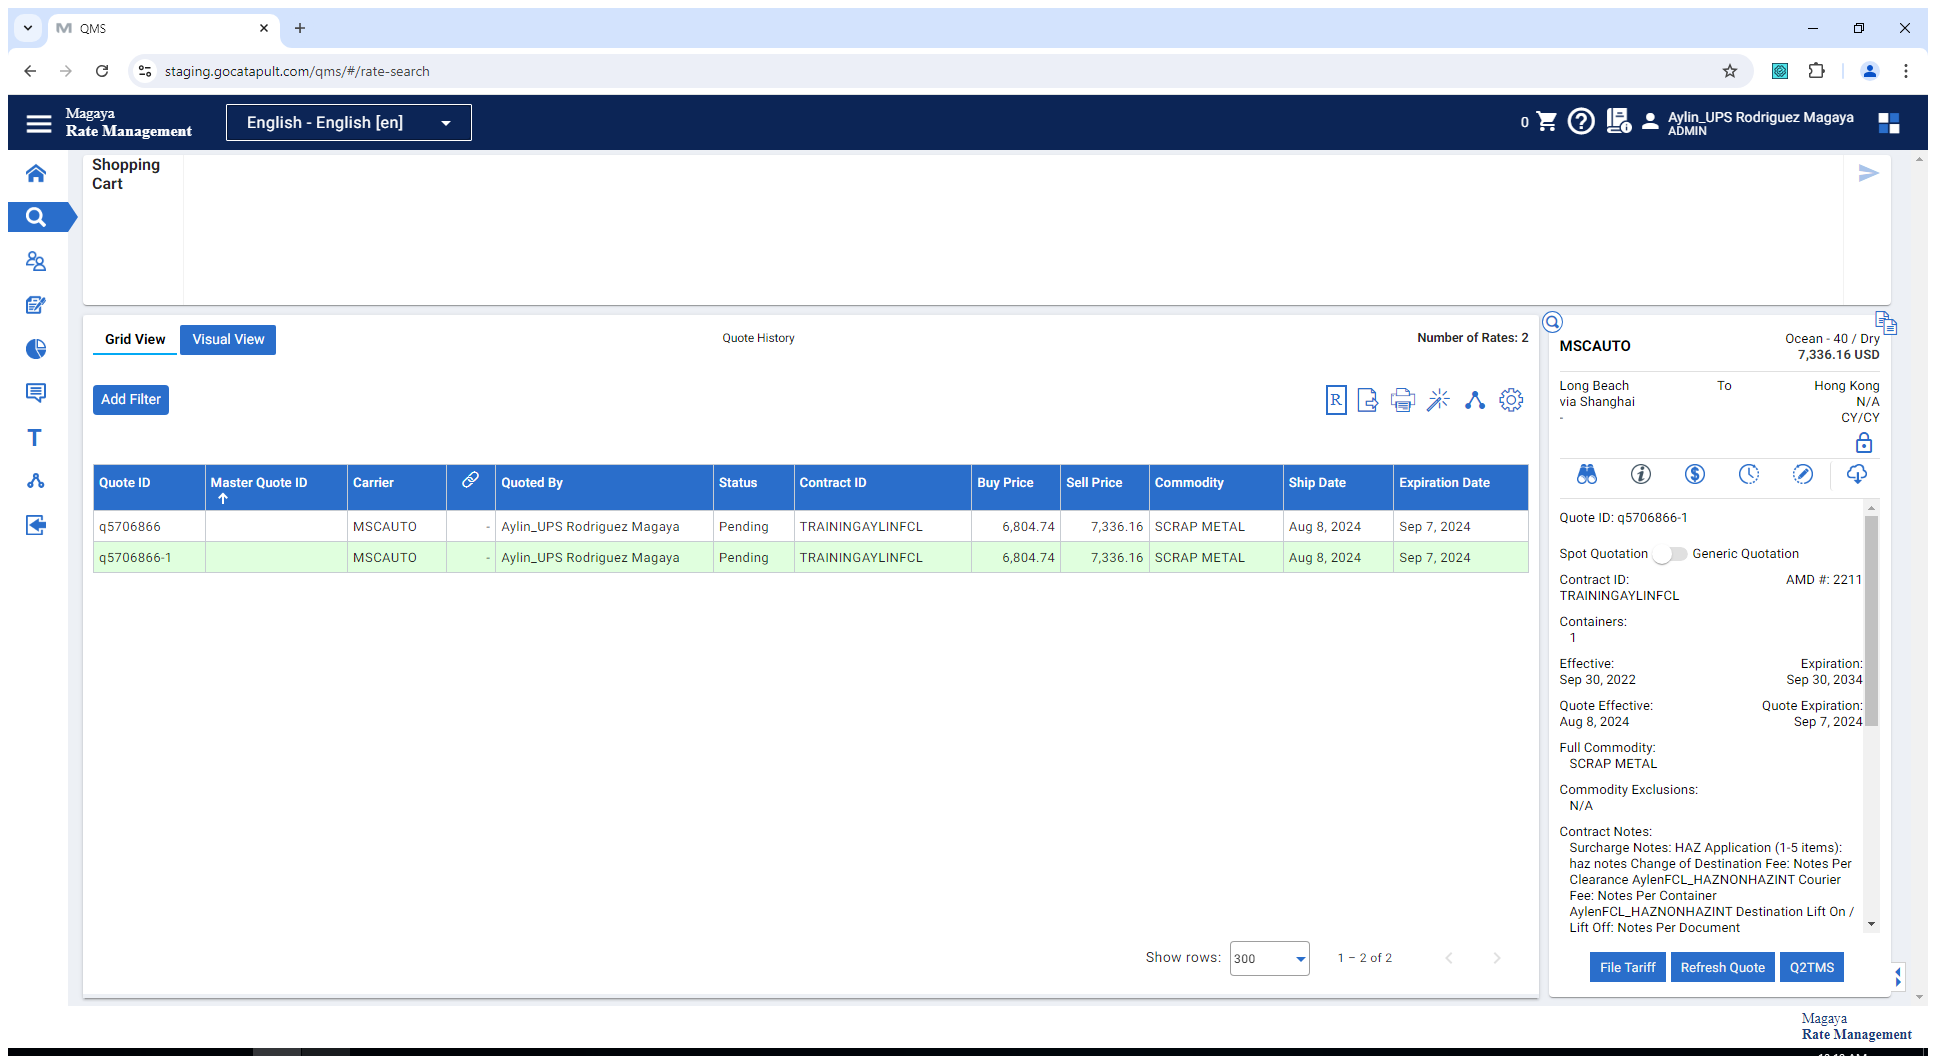 QMS
staging.gocatapult.com/qms/#/rate-search
Magaya
Rate Management
English - English [en]
0
Aylin_UPS Rodriguez Magaya
ADMIN
Shopping
Cart
Grid View
Visual View
Quote History
Number of Rates: 2
Add Filter
R
Quote ID Master Quote ID Carrier Quoted By Status Contract ID Buy Price Sell Price Commodity Ship Date Expiration Date
q5706866 MSCAUTO - Aylin_UPS Rodriguez Magaya Pending TRAININGAYLINFCL 6,804.74 7,336.16 SCRAP METAL Aug 8, 2024 Sep 7, 2024
q5706866-1 MSCAUTO - Aylin_UPS Rodriguez Magaya Pending TRAININGAYLINFCL 6,804.74 7,336.16 SCRAP METAL Aug 8, 2024 Sep 7, 2024
Show rows: 300 1 – 2 of 2
MSCAUTO
Ocean - 40 / Dry
7,336.16 USD
Long Beach To Hong Kong
via Shanghai N/A
- CY/CY
Quote ID: q5706866-1
Spot Quotation Generic Quotation
Contract ID: AMD #: 2211
TRAININGAYLINFCL
Containers:
1
Effective: Expiration:
Sep 30, 2022 Sep 30, 2034
Quote Effective: Quote Expiration:
Aug 8, 2024 Sep 7, 2024
Full Commodity:
SCRAP METAL
Commodity Exclusions:
N/A
Contract Notes:
Surcharge Notes: HAZ Application (1-5 items):
haz notes Change of Destination Fee: Notes Per
Clearance AylenFCL_HAZNONHAZINT Courier
Fee: Notes Per Container
AylenFCL_HAZNONHAZINT Destination Lift On /
Lift Off: Notes Per Document
File Tariff
Refresh Quote
Q2TMS
Magaya
Rate Management